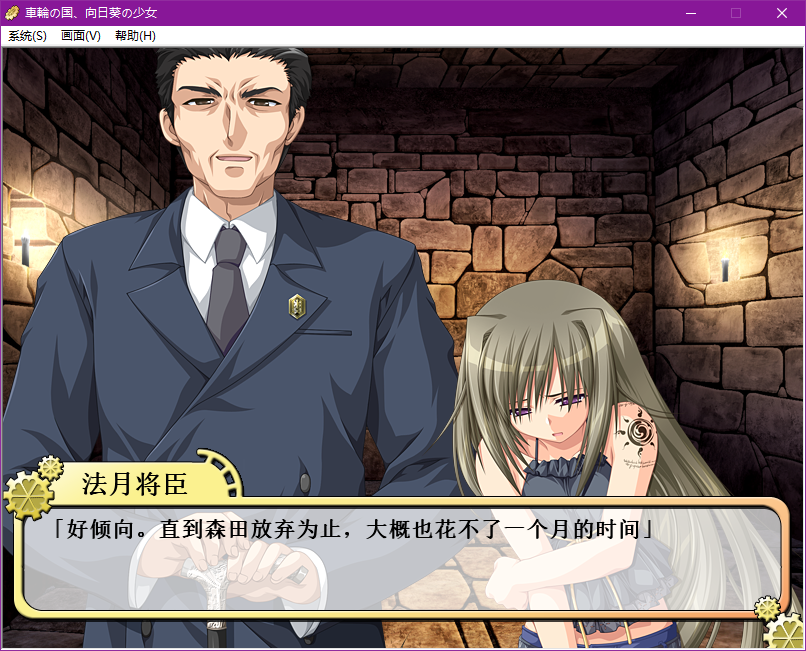 車輪の国、向日葵の少女
系统(S) 画面(V) 帮助(H)
法月将臣
「好倾向。直到森田放弃为止，大概也花不了一个月的时间」